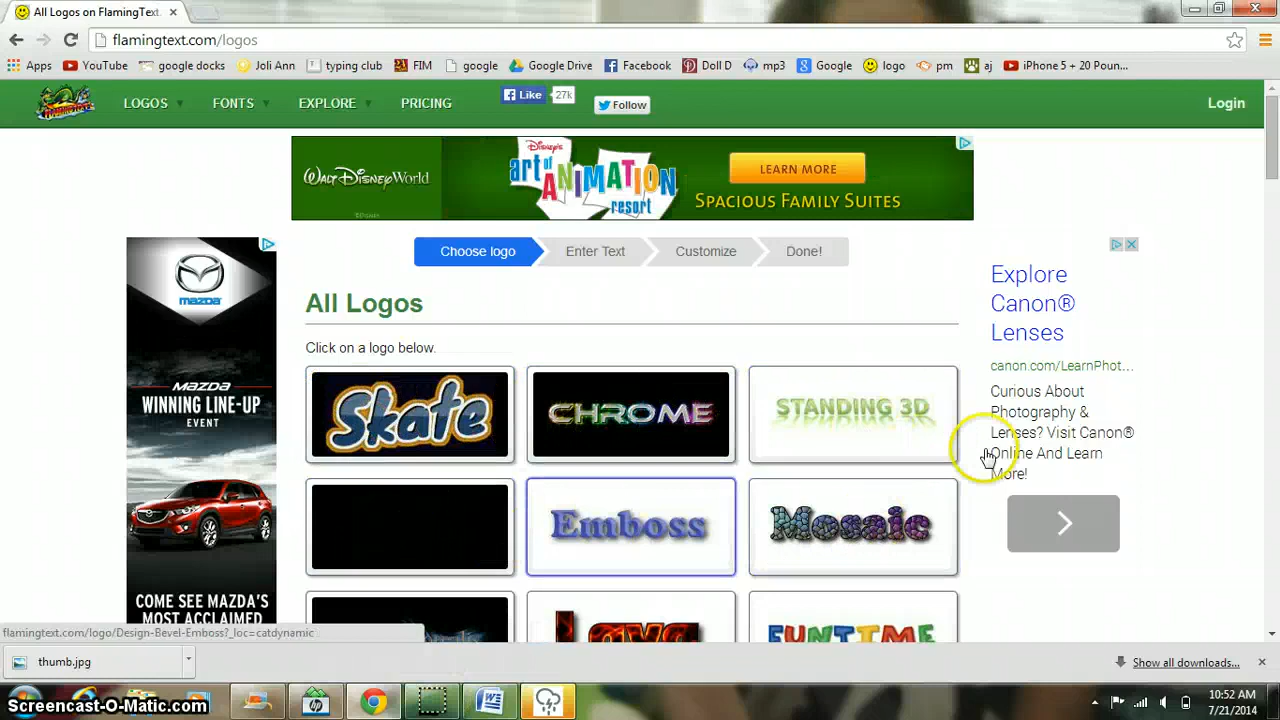 All Logos on FlamingText.
flamingtext.com/logos
Apps YouTube google docks Joli Ann typing club FIM google Google Drive Facebook Doll D mp3 Google logo pm aj iPhone 5 + 20 Poun...
LOGOS FONTS EXPLORE PRICING Like 27k Follow Login
Walt Disney World
©Disney
Disney's
art of
ANIMATION
resort
LEARN MORE
SPACIOUS FAMILY SUITES
Choose logo Enter Text Customize Done!
mazda
MAZDA
WINNING LINE-UP
EVENT
COME SEE MAZDA'S
MOST ACCLAIMED
All Logos
Click on a logo below.
Skate CHROME STANDING 3D
Emboss Mosaic
Lava FUNTIME
Explore
Canon®
Lenses
canon.com/LearnPhot...
Curious About
Photography &
Lenses? Visit Canon®
Online And Learn
More!
flamingtext.com/logo/Design-Bevel-Emboss?_loc=catdynamic
thumb.jpg Show all downloads...
Screencast-O-Matic.com
10:52 AM
7/21/2014